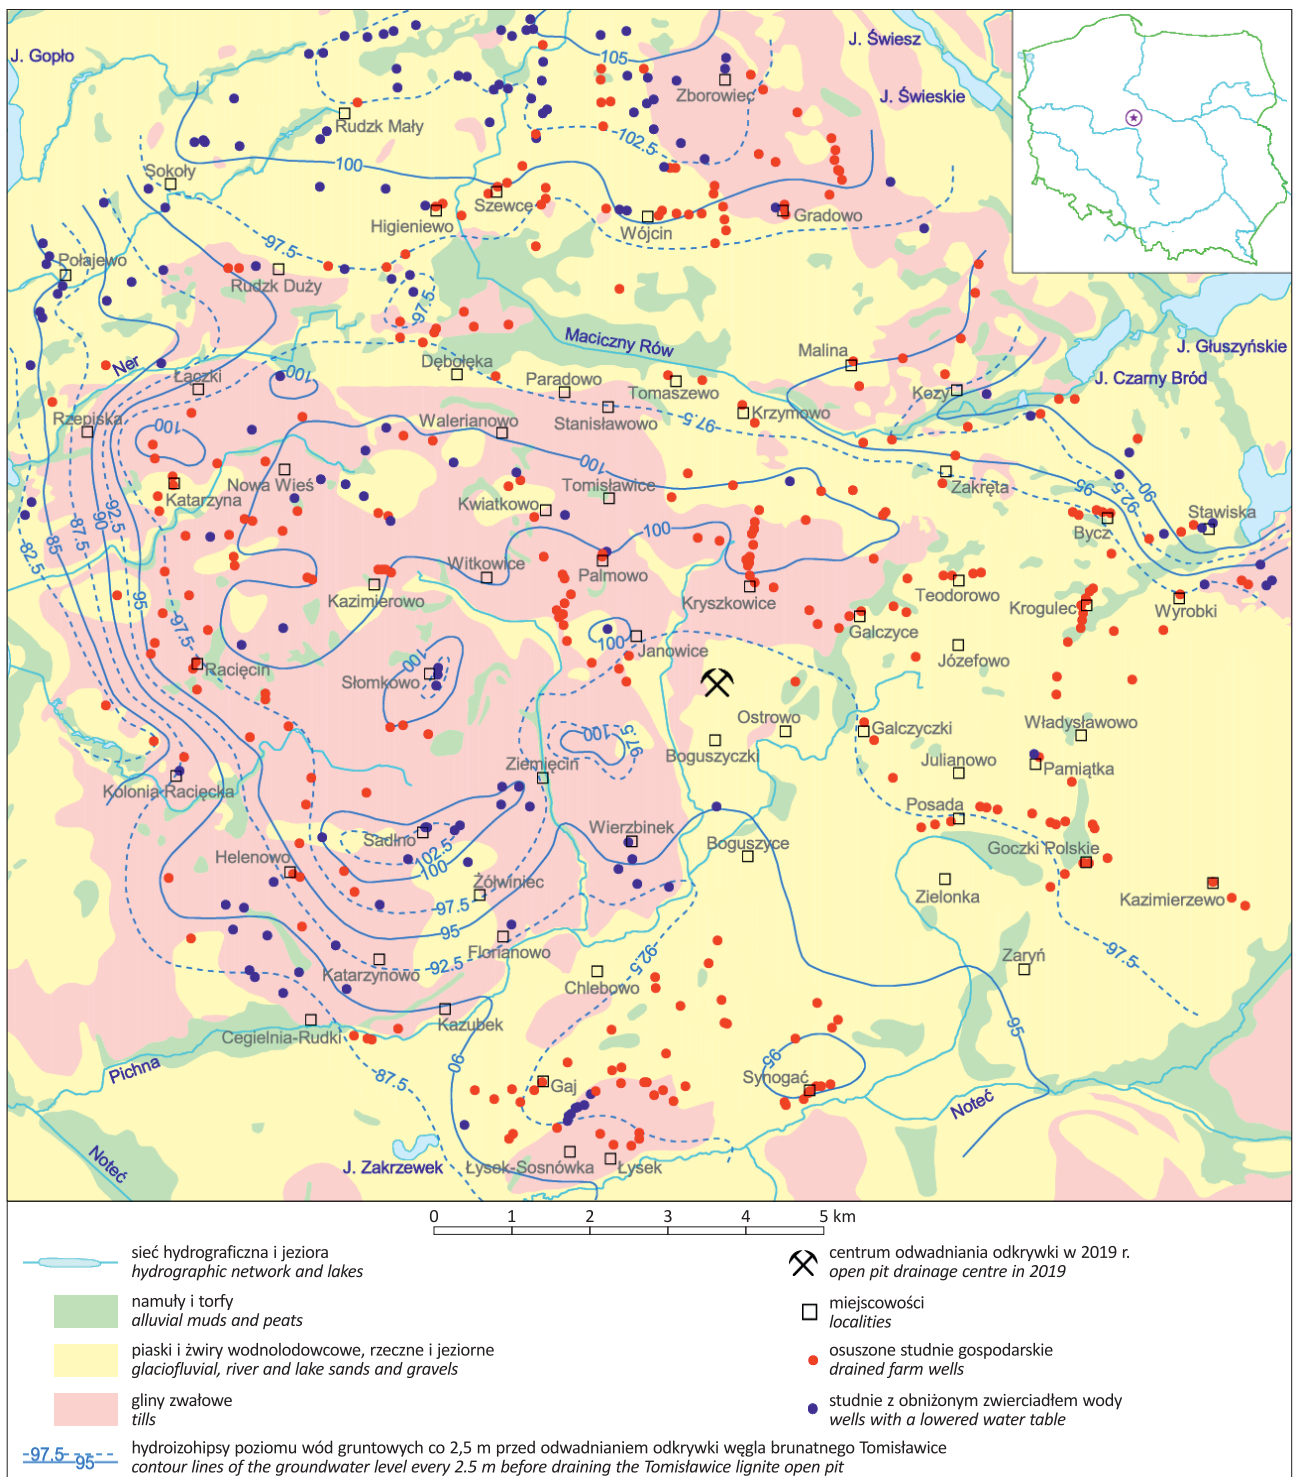 J. Gopło
105
J. Świesz
Zborowiec
J. Świeskie
Rudzk Mały
102.5
100
Sokoły
Szewce
Higieniewo
Wójcin
Gradowo
97.5
Połajewo
Rudzk Duży
97.5
Maciczny Rów
Malina
J. Głuszyńskie
Ner
Dębołęka
100
Łączki
Paradowo
Tomaszewo
Kozy
J. Czarny Bród
Rzepiska
Walerianowo
Stanisławowo
97.5
Krzymowo
100
100
Nowa Wieś
Tomisławice
Zakręta
95
92.5
90
Katarzyna
Kwiatkowo
Stawiska
92.5
90
87.5
85
82.5
100
Bycz
Witkowice
Palmowo
Kazimierowo
Kryszkowice
Teodorowo
Krogulec
Wyrobki
95
97.5
Galczyce
100
Janowice
Józefowo
Racięcin
100
Słomkowo
Ostrowo
Galczyczki
Władysławowo
100
97.5
Boguszyczki
Julianowo
Pamiątka
Ziemięcin
Kolonia-Racięcka
Posada
Sadlno
Wierzbinek
Boguszyce
Goczki Polskie
Helenowo
102.5
100
Żółwiniec
Zielonka
Kazimierzewo
97.5
95
Florianowo
92.5
92.5
Zaryń
97.5
Katarzynowo
Chlebowo
Kazubek
95
Cegielnia-Rudki
Pichna
90
87.5
95
Synogać
Gaj
Noteć
Noteć
J. Zakrzewek
Łysek-Sosnówka
Łysek
0 1 2 3 4 5 km
sieć hydrograficzna i jeziora
hydrographic network and lakes
namuły i torfy
alluvial muds and peats
piaski i żwiry wodnolodowcowe, rzeczne i jeziorne
glaciofluvial, river and lake sands and gravels
gliny zwałowe
tills
97.5 95
hydroizohipsy poziomu wód gruntowych co 2,5 m przed odwadnianiem odkrywki węgla brunatnego Tomisławice
contour lines of the groundwater level every 2.5 m before draining the Tomisławice lignite open pit
centrum odwadniania odkrywki w 2019 r.
open pit drainage centre in 2019
miejscowości
localities
osuszone studnie gospodarskie
drained farm wells
studnie z obniżonym zwierciadłem wody
wells with a lowered water table